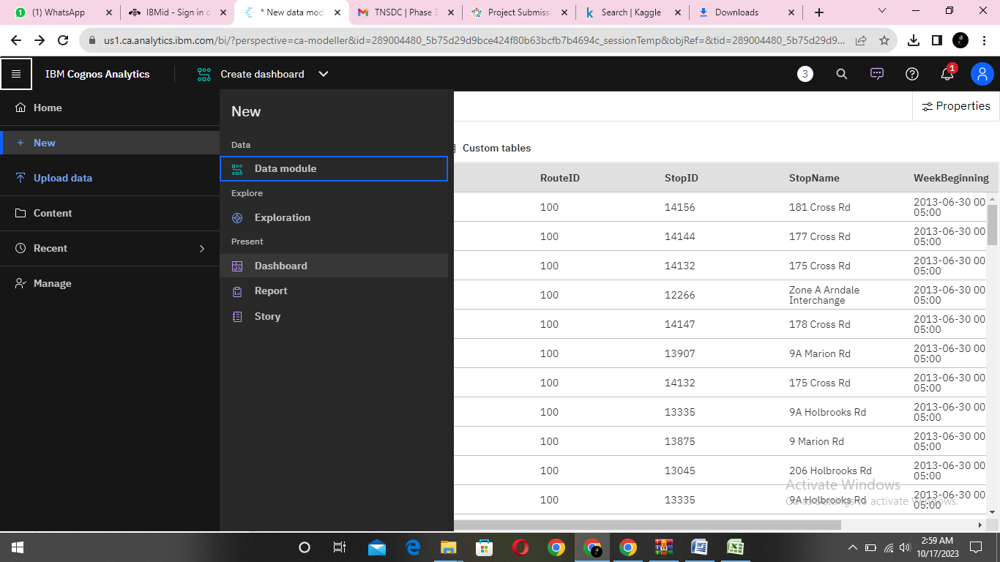 (1) WhatsApp
IBMid - Sign in o
* New data mod
TNSDC | Phase 3
Project Submiss
Search | Kaggle
Downloads
us1.ca.analytics.ibm.com/bi/?perspective=ca-modeller&id=289004480_5b75d29d9bce424f80b63bcfb7b4694c_sessionTemp&objRef=&tid=289004480_5b75d29d9...
IBM Cognos Analytics
Create dashboard
3
1
Home
New
Upload data
Content
Recent
Manage
New
Data
Data module
Explore
Exploration
Present
Dashboard
Report
Story
Properties
Custom tables
RouteID StopID StopName WeekBeginning
100 14156 181 Cross Rd 2013-06-30 00
05:00
100 14144 177 Cross Rd 2013-06-30 00
05:00
100 14132 175 Cross Rd 2013-06-30 00
05:00
100 12266 Zone A Arndale Interchange 2013-06-30 00
05:00
100 14147 178 Cross Rd 2013-06-30 00
05:00
100 13907 9A Marion Rd 2013-06-30 00
05:00
100 14132 175 Cross Rd 2013-06-30 00
05:00
100 13335 9A Holbrooks Rd 2013-06-30 00
05:00
100 13875 9 Marion Rd 2013-06-30 00
05:00
100 13045 206 Holbrooks Rd 2013-06-30 00
05:00
100 13335 9A Holbrooks Rd 2013-06-30 00
05:00
Activate Windows
Go to Settings to activate Windows.
2:59 AM
10/17/2023